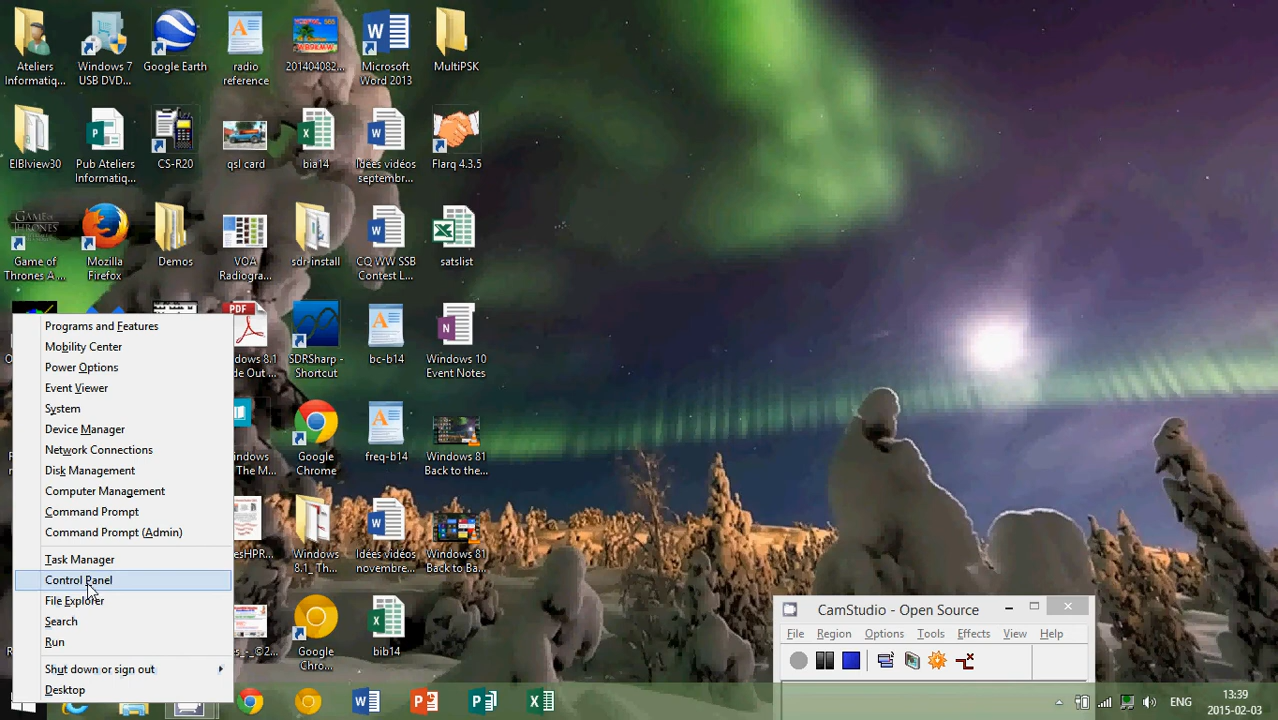 Ateliers
Informatiq...
Windows 7
USB DVD...
Google Earth
radio
reference
201404082...
Microsoft
Word 2013
MultiPSK
EIBIview30
Pub Ateliers
Informatiq...
CS-R20
qsl card
bia14
Idées vidéos
septembr...
Flarq 4.3.5
GAME OF
THRONES
Game of
Thrones A ...
Mozilla
Firefox
Demos
VOA
Radiogra...
sdr-install
CQ WW SSB
Contest L...
satslist
PDF
SDRSharp -
Shortcut
bc-b14
Windows 10
Event Notes
Google
Chrome
freq-b14
Windows 81
Back to the...
Windows
8.1_ Th...
Idées vidéo
novembre...
Windows 81
Back to Ba...
Google
Chro...
bib14
Programs and Features
Mobility Center
Power Options
Event Viewer
System
Device Manager
Network Connections
Disk Management
Computer Management
Command Prompt
Command Prompt (Admin)
Task Manager
Control Panel
File Explorer
Search
Run
Shut down or sign out
Desktop
CamStudio - Open Source
File Region Options Tools Effects View Help
ENG
13:39
2015-02-03